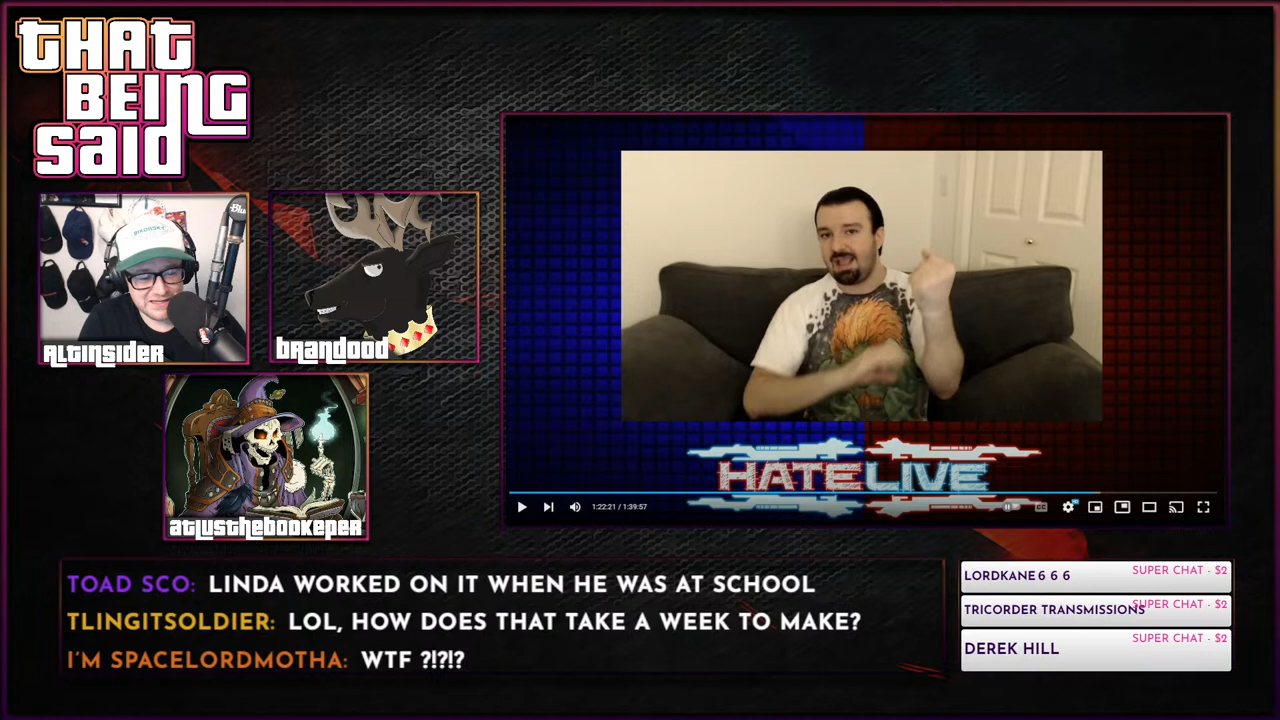 THAT
BEING
SAID
ALTINSIDER
BRANDOOD
ATLUSTHEBOOKEPER
HATELIVE
1:22:21 / 1:39:57
TOAD SCO: LINDA WORKED ON IT WHEN HE WAS AT SCHOOL
TLINGITSOLDIER: LOL, HOW DOES THAT TAKE A WEEK TO MAKE?
I'M SPACELORDMOTHA: WTF ?!?!?
LORDKANE6 6 6 SUPER CHAT - $2
TRICORDER TRANSMISSIONS SUPER CHAT - $2
DEREK HILL SUPER CHAT - $2